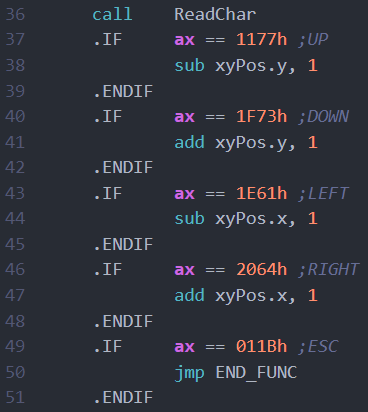 36 call ReadChar
37 .IF ax == 1177h ;UP
38 sub xyPos.y, 1
39 .ENDIF
40 .IF ax == 1F73h ;DOWN
41 add xyPos.y, 1
42 .ENDIF
43 .IF ax == 1E61h ;LEFT
44 sub xyPos.x, 1
45 .ENDIF
46 .IF ax == 2064h ;RIGHT
47 add xyPos.x, 1
48 .ENDIF
49 .IF ax == 011Bh ;ESC
50 jmp END_FUNC
51 .ENDIF